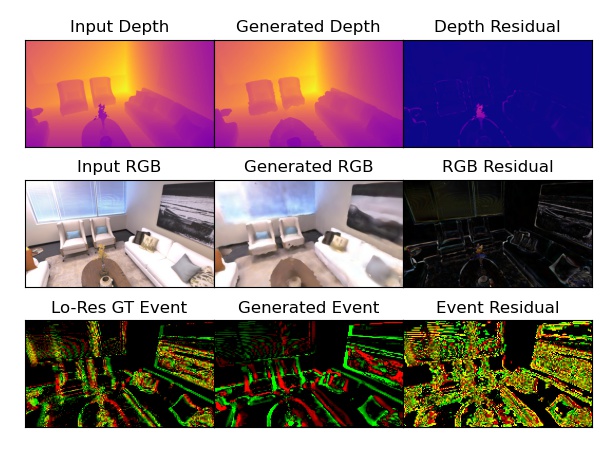 Input Depth Generated Depth Depth Residual
Input RGB Generated RGB RGB Residual
Lo-Res GT Event Generated Event Event Residual